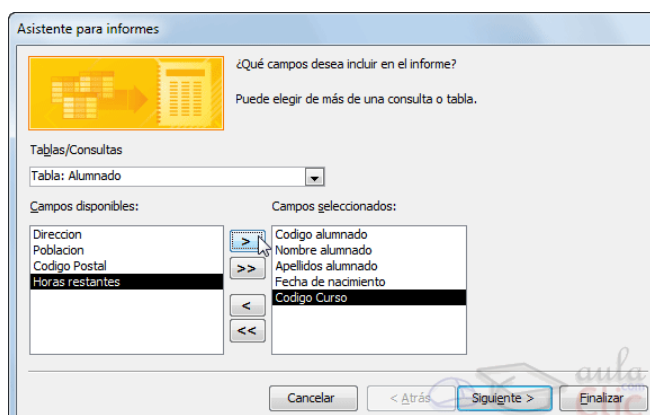 Asistente para informes
¿Qué campos desea incluir en el informe?
Puede elegir de más de una consulta o tabla.
Tablas/Consultas
Tabla: Alumnado
Campos disponibles:
Campos seleccionados:
Direccion
Poblacion
Codigo Postal
Horas restantes
>
>>
<
<<
Codigo alumnado
Nombre alumnado
Apellidos alumnado
Fecha de nacimiento
Codigo Curso
Cancelar
< Atrás
Siguiente >
Finalizar
aula
CLIC
.com